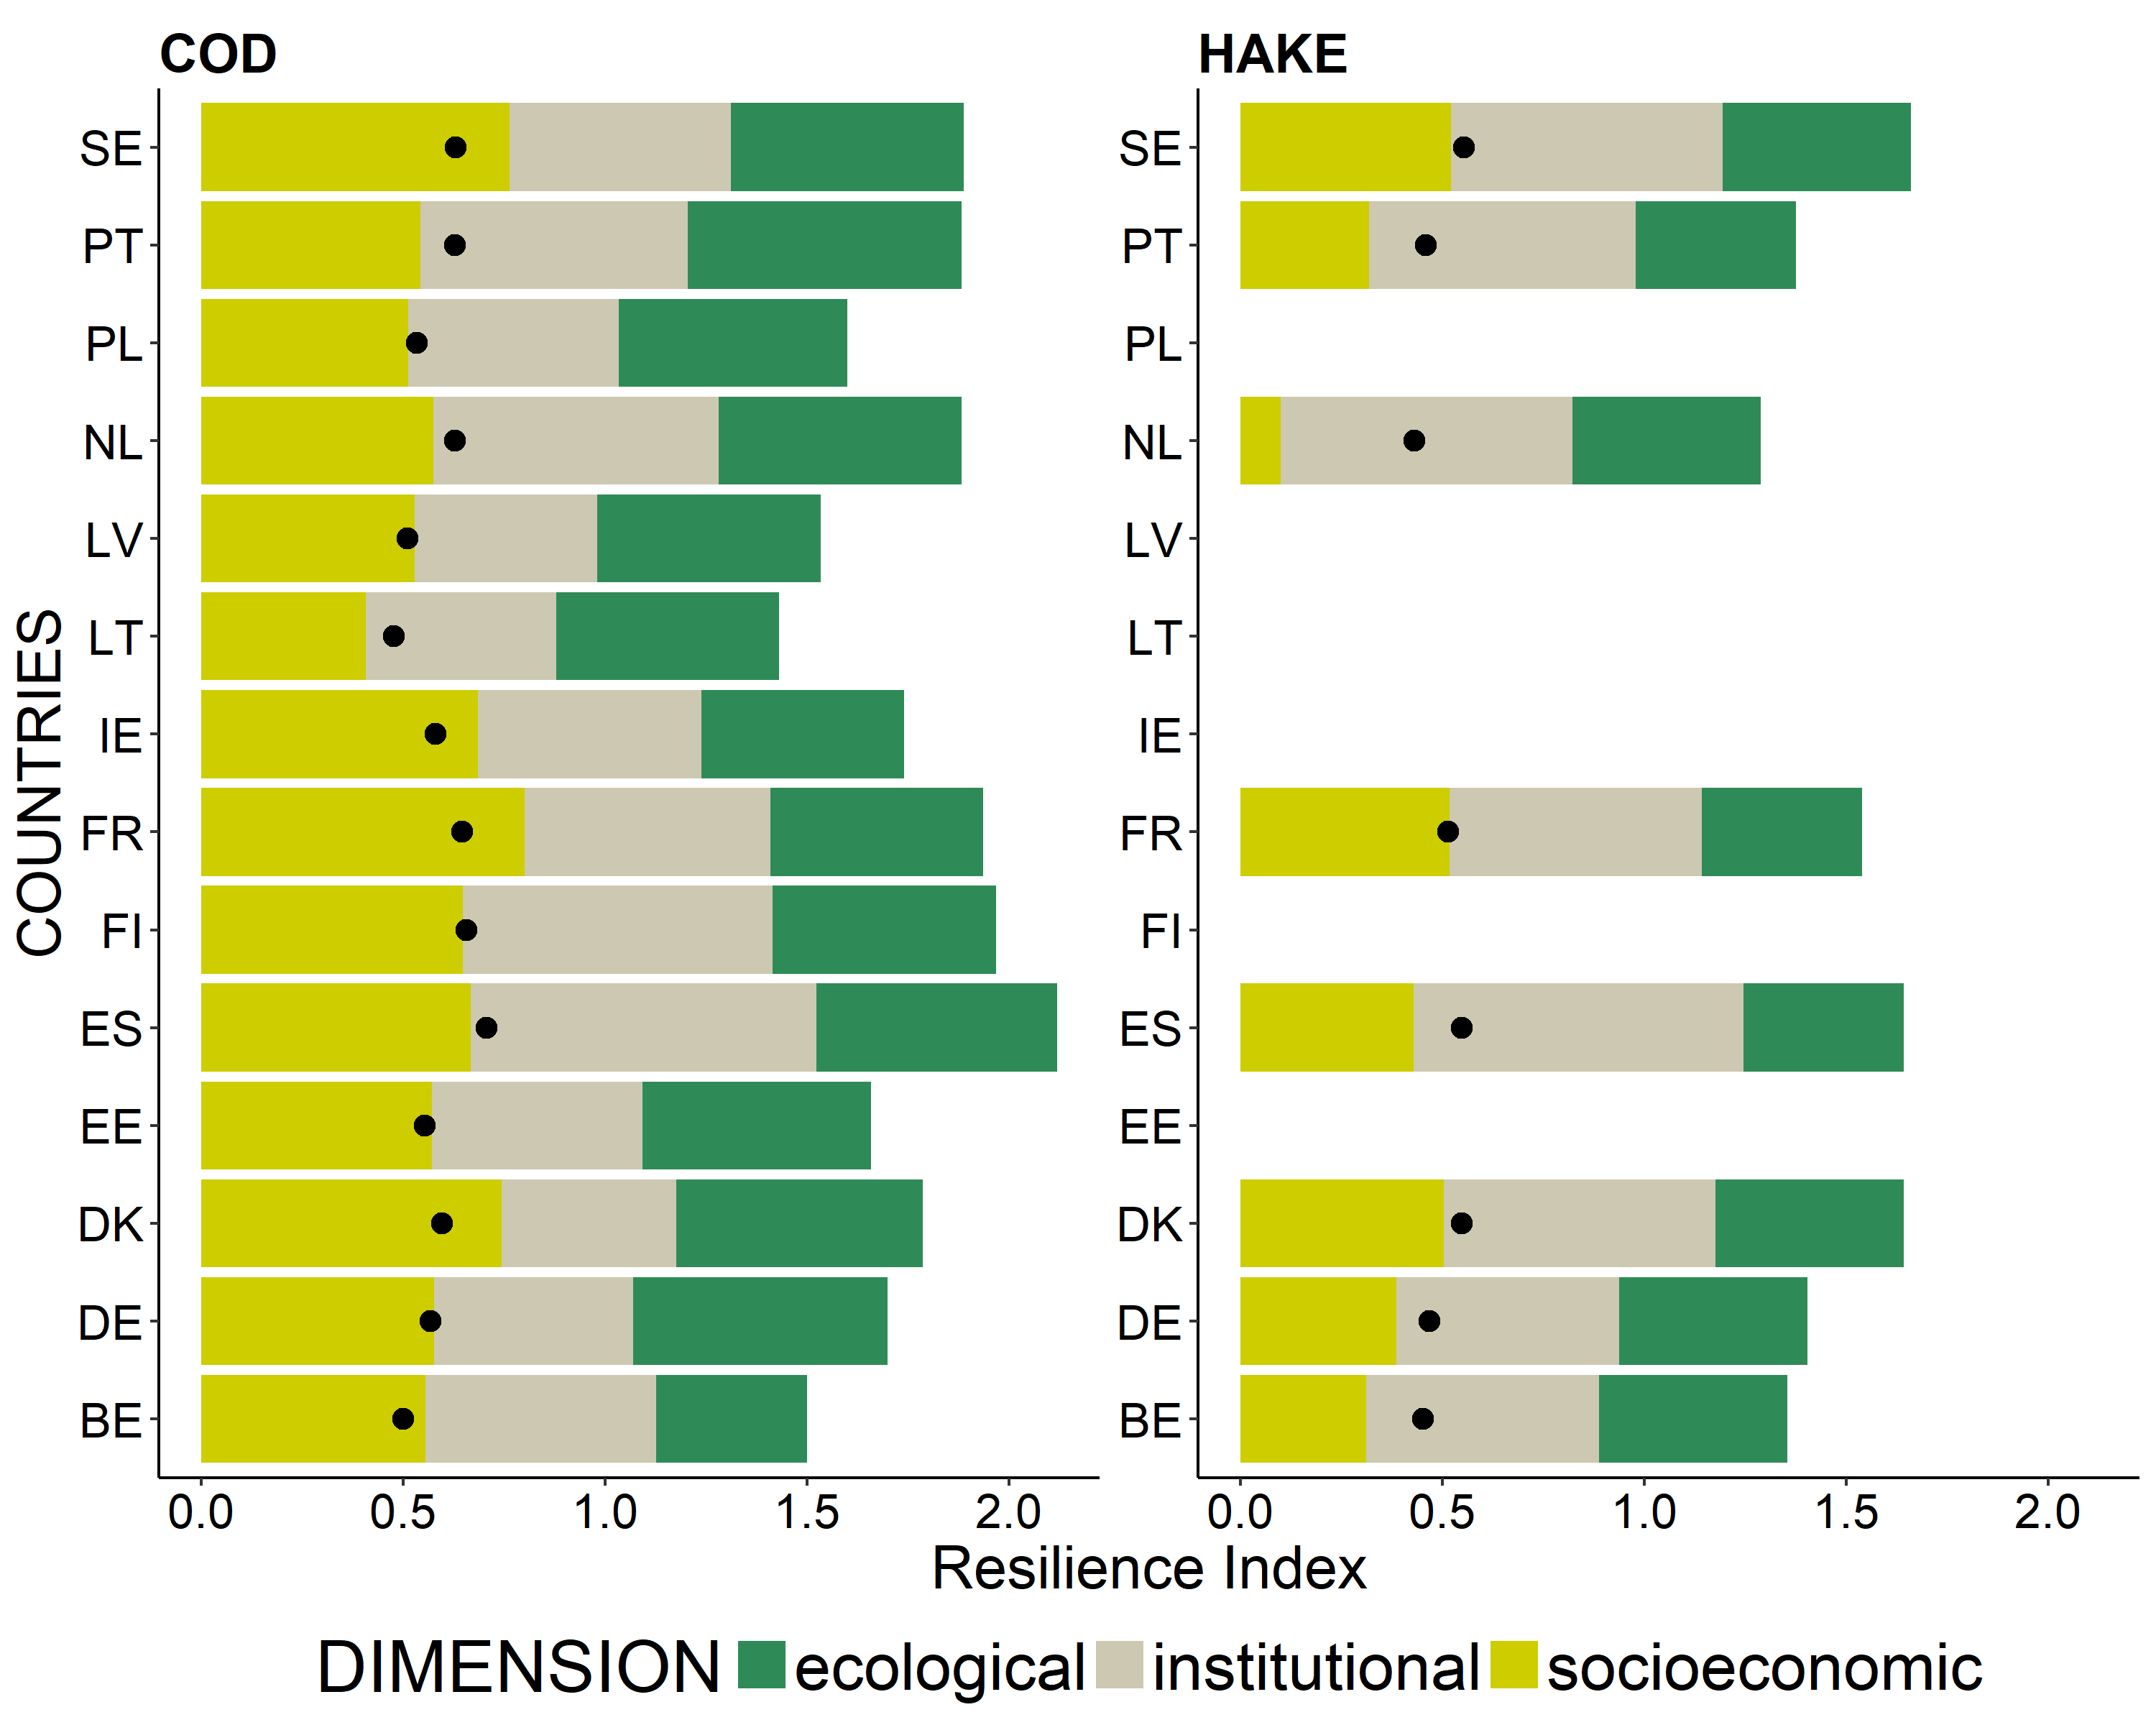 COD
SE
PT
PL
NL
LV
LT
IE
FR
FI
ES
EE
DK
DE
BE
0.0 0.5 1.0 1.5 2.0
HAKE
SE
PT
PL
NL
LV
LT
IE
FR
FI
ES
EE
DK
DE
BE
0.0 0.5 1.0 1.5 2.0
COUNTRIES
Resilience Index
DIMENSION ecological institutional socioeconomic